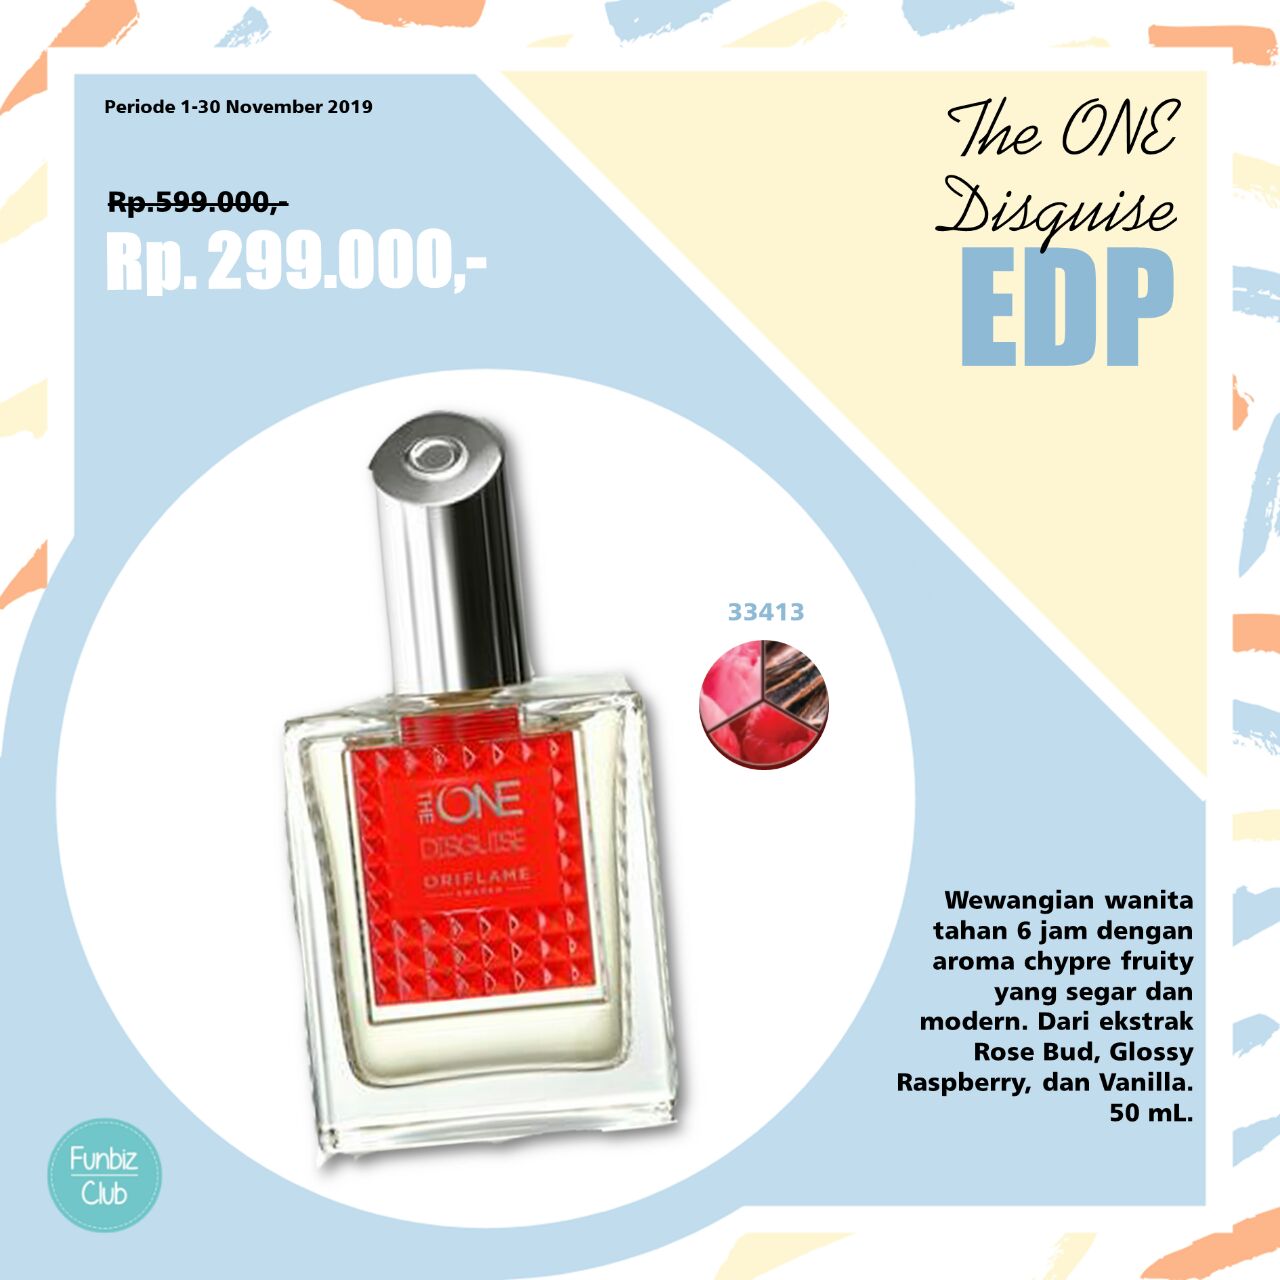 Periode 1-30 November 2019
Rp.599.000,-
Rp. 299.000,-
The ONE
Disguise
EDP
33413
THE ONE
DISGUISE
ORIFLAME
SWEDEN
Wewangian wanita
tahan 6 jam dengan
aroma chypre fruity
yang segar dan
modern. Dari ekstrak
Rose Bud, Glossy
Raspberry, dan Vanilla.
50 mL.
Funbiz
Club